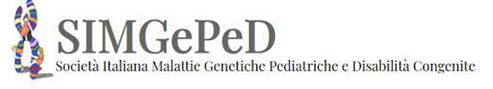 SIMGePeD
Società Italiana Malattie Genetiche Pediatriche e Disabilità Congenite